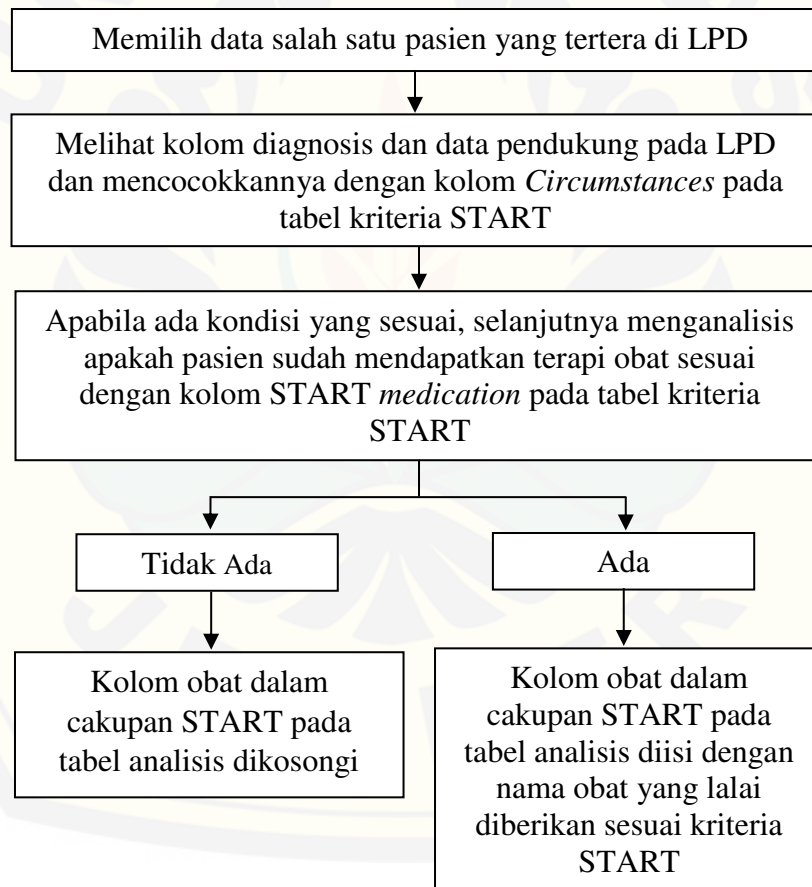 Memilih data salah satu pasien yang tertera di LPD
Melihat kolom diagnosis dan data pendukung pada LPD
dan mencocokkannya dengan kolom Circumstances pada
tabel kriteria START
Apabila ada kondisi yang sesuai, selanjutnya menganalisis
apakah pasien sudah mendapatkan terapi obat sesuai
dengan kolom START medication pada tabel kriteria
START
Tidak Ada
Ada
Kolom obat dalam
cakupan START pada
tabel analisis dikosongi
Kolom obat dalam
cakupan START pada
tabel analisis diisi dengan
nama obat yang lalai
diberikan sesuai kriteria
START